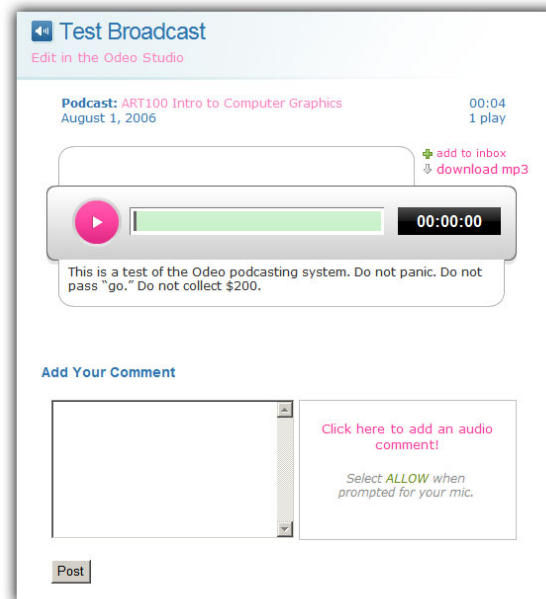 Test Broadcast
Edit in the Odeo Studio
Podcast: ART100 Intro to Computer Graphics 00:04
August 1, 2006 1 play
add to inbox
download mp3
00:00:00
This is a test of the Odeo podcasting system. Do not panic. Do not
pass “go.” Do not collect $200.
Add Your Comment
Click here to add an audio
comment!
Select ALLOW when
prompted for your mic.
Post